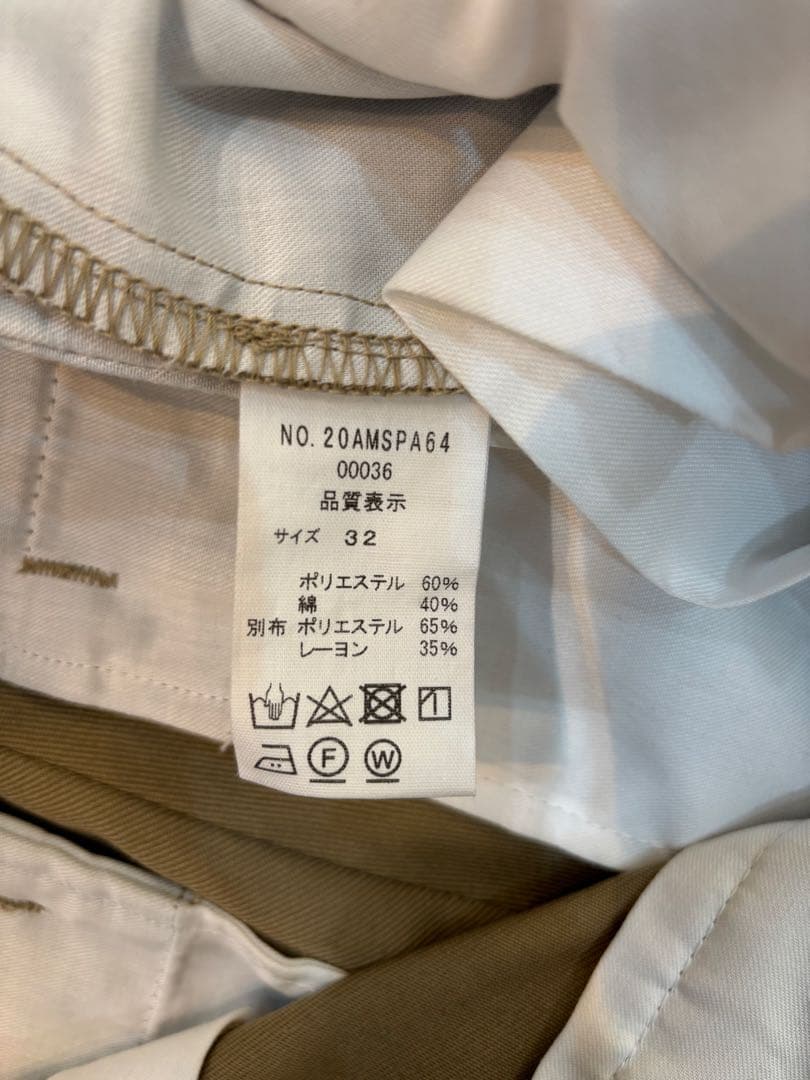 NO. 20AMSPA64
00036
品質表示
サイズ 32
ポリエステル 60%
綿 40%
別布 ポリエステル 65%
レーヨン 35%
F W